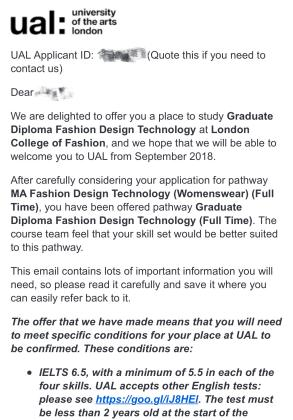 ual: university
of the arts
london
UAL Applicant ID: (Quote this if you need to
contact us)
Dear
We are delighted to offer you a place to study Graduate
Diploma Fashion Design Technology at London
College of Fashion, and we hope that we will be able to
welcome you to UAL from September 2018.
After carefully considering your application for pathway
MA Fashion Design Technology (Womenswear) (Full
Time), you have been offered pathway Graduate
Diploma Fashion Design Technology (Full Time). The
course team feel that your skill set would be better suited
to this pathway.
This email contains lots of important information you will
need, so please read it carefully and save it where you
can easily refer back to it.
The offer that we have made means that you will need
to meet specific conditions for your place at UAL to
be confirmed. These conditions are:
• IELTS 6.5, with a minimum of 5.5 in each of the
four skills. UAL accepts other English tests:
please see https://goo.gl/iJ8HEI. The test must
be less than 2 years old at the start of the